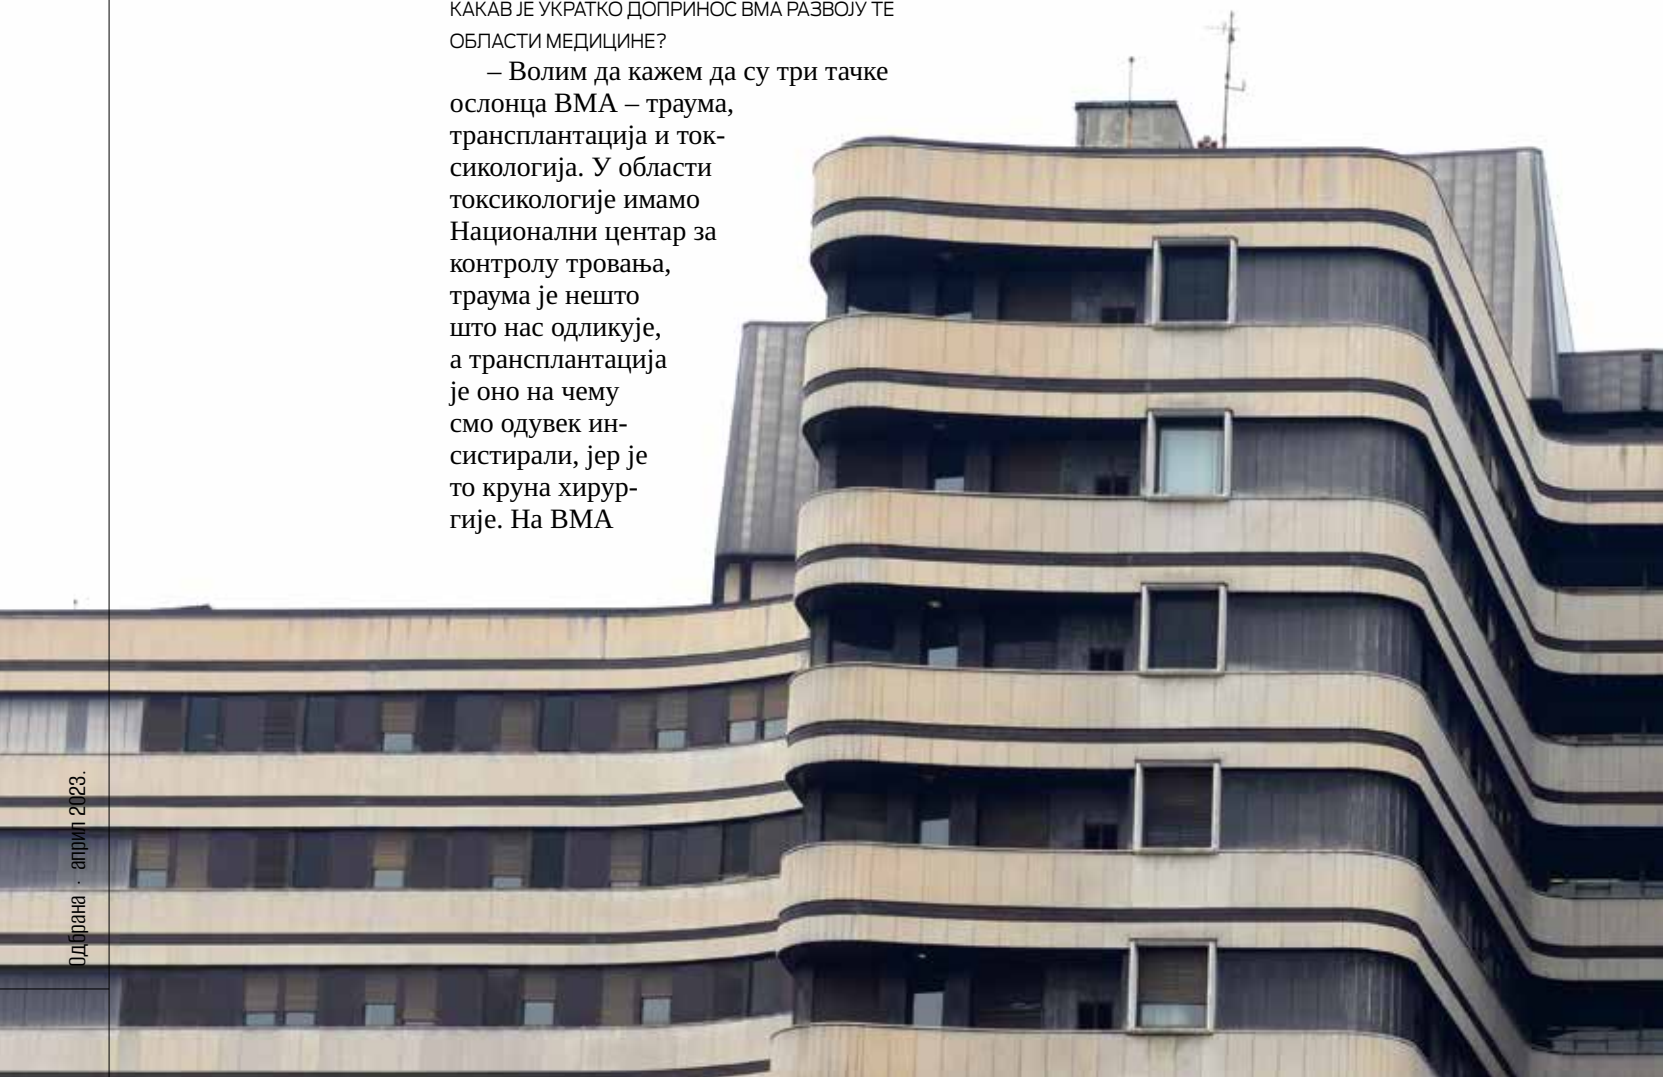 КАКАВ ЈЕ УКРАТКО ДОПРИНОС ВМА РАЗВОЈУ ТЕ
ОБЛАСТИ МЕДИЦИНЕ?
– Волим да кажем да су три тачке
ослонца ВМА – траума,
трансплантација и ток-
сикологија. У области
токсикологије имамо
Национални центар за
контролу тровања,
траума је нешто
што нас одликује,
а трансплантација
је оно на чему
смо одувек ин-
систирали, јер је
то круна хирур-
гије. На ВМА
Одбрана · април 2023.